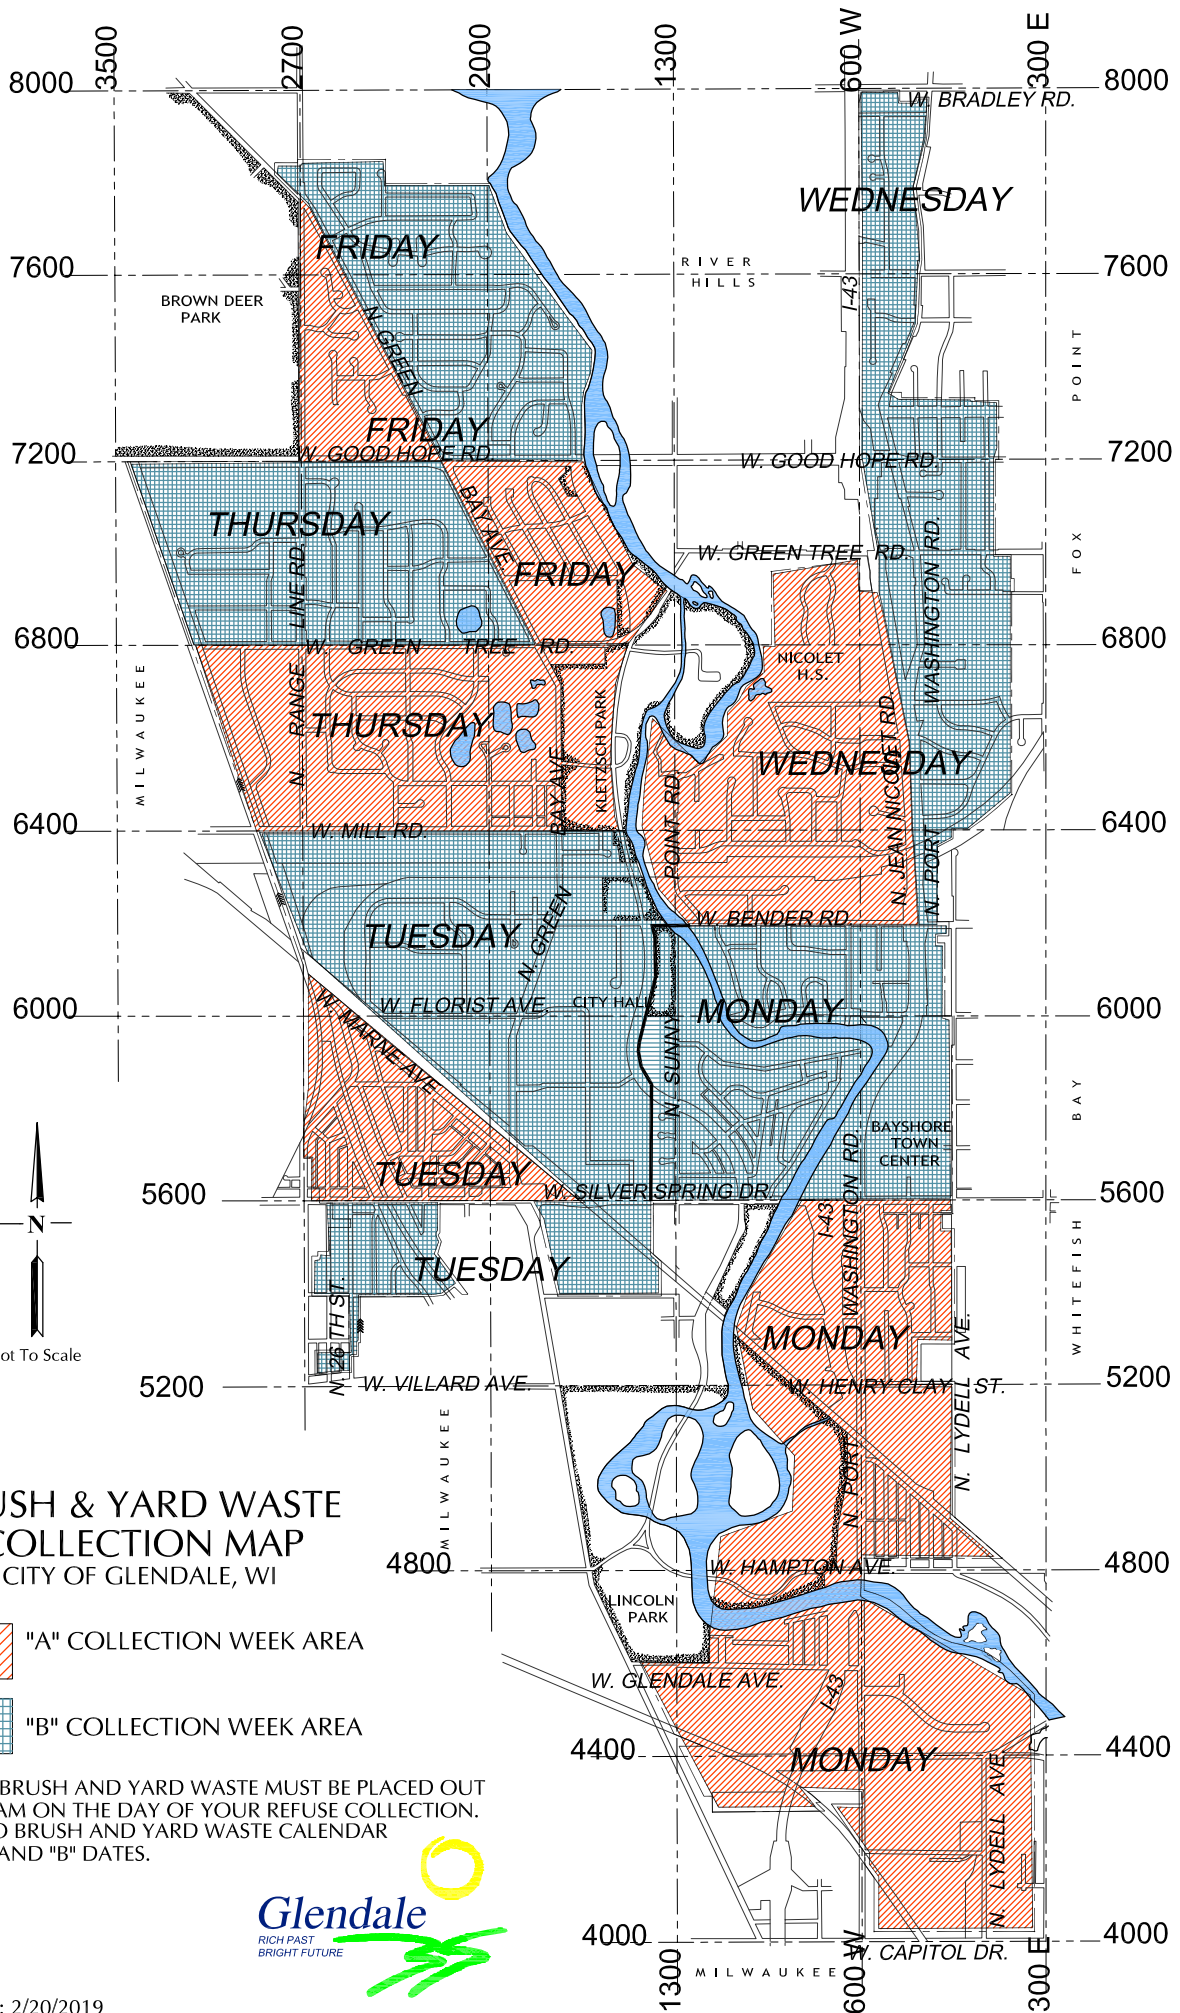 3500
2700
2000
1300
600 W
300 E
8000
8000
W. BRADLEY RD.
WEDNESDAY
FRIDAY
7600
7600
RIVER
HILLS
I-43
BROWN DEER
PARK
N. GREEN
POINT
FRIDAY
W. GOOD HOPE RD.
7200
W. GOOD HOPE RD.
7200
THURSDAY
BAY AVE.
FRIDAY
W. GREEN TREE RD.
WASHINGTON RD.
FOX
LINE RD.
6800
W. GREEN TREE RD.
6800
NICOLET
H.S.
MILWAUKEE
N. RANGE
THURSDAY
KLETZSCH PARK
WEDNESDAY
N. JEAN NICOLET RD.
BAY AVE.
POINT RD.
6400
W. MILL RD.
6400
N. PORT
W. BENDER RD.
TUESDAY
N. GREEN
6000
W. FLORIST AVE.
CITY HALL
MONDAY
6000
W. MARNE AVE.
N. SUNNY
BAY
BAYSHORE
TOWN
CENTER
TUESDAY
5600
W. SILVER SPRING DR.
5600
WASHINGTON RD.
I-43
N
WHITEFISH
TUESDAY
N. 26 TH ST.
MONDAY
ot To Scale
N. LYDELL AVE.
5200
W. VILLARD AVE.
W. HENRY CLAY ST.
5200
MILWAUKEE
N. PORT
USH & YARD WASTE
COLLECTION MAP
CITY OF GLENDALE, WI
4800
W. HAMPTON AVE.
4800
LINCOLN
PARK
"A" COLLECTION WEEK AREA
W. GLENDALE AVE.
I-43
"B" COLLECTION WEEK AREA
4400
MONDAY
4400
BRUSH AND YARD WASTE MUST BE PLACED OUT
AM ON THE DAY OF YOUR REFUSE COLLECTION.
D BRUSH AND YARD WASTE CALENDAR
AND "B" DATES.
N. LYDELL AVE.
Glendale
RICH PAST
BRIGHT FUTURE
4000
4000
W. CAPITOL DR.
MILWAUKEE
1300
600 W
300 E
: 2/20/2019